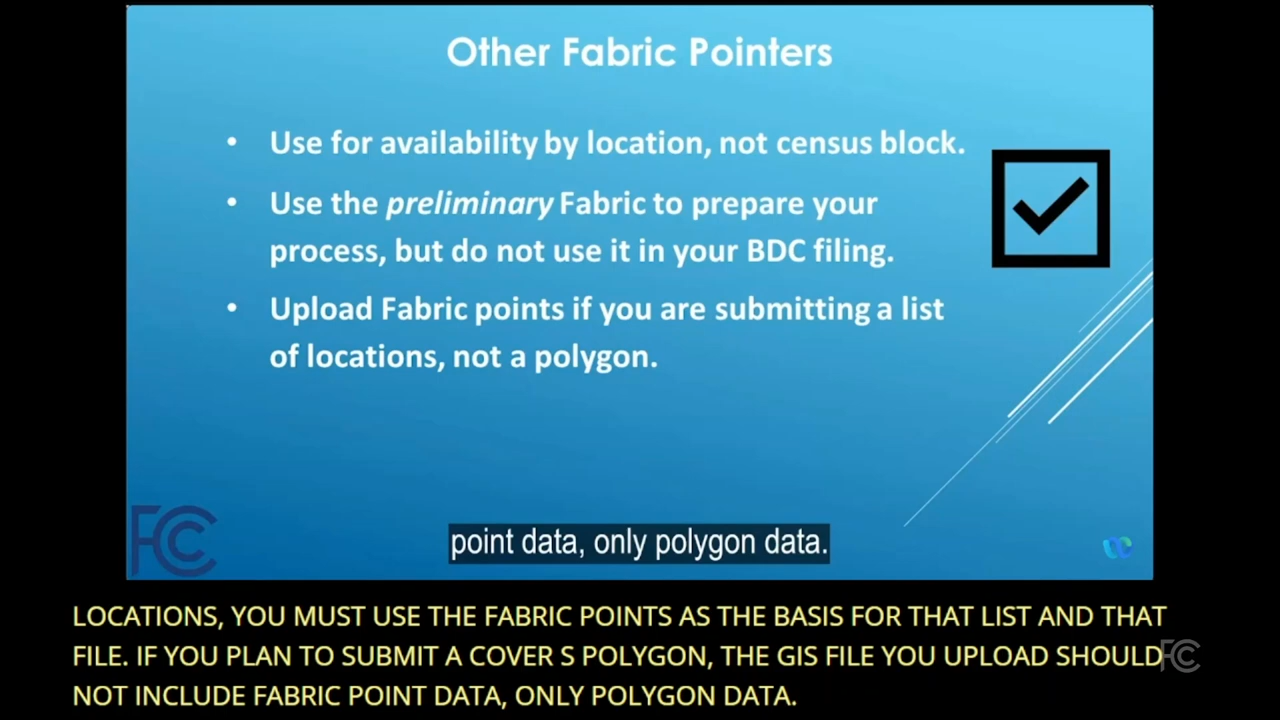 Other Fabric Pointers
• Use for availability by location, not census block.
• Use the preliminary Fabric to prepare your
process, but do not use it in your BDC filing.
• Upload Fabric points if you are submitting a list
of locations, not a polygon.
FCC
point data, only polygon data.
LOCATIONS, YOU MUST USE THE FABRIC POINTS AS THE BASIS FOR THAT LIST AND THAT
FILE. IF YOU PLAN TO SUBMIT A COVER S POLYGON, THE GIS FILE YOU UPLOAD SHOULD
FCC
NOT INCLUDE FABRIC POINT DATA, ONLY POLYGON DATA.